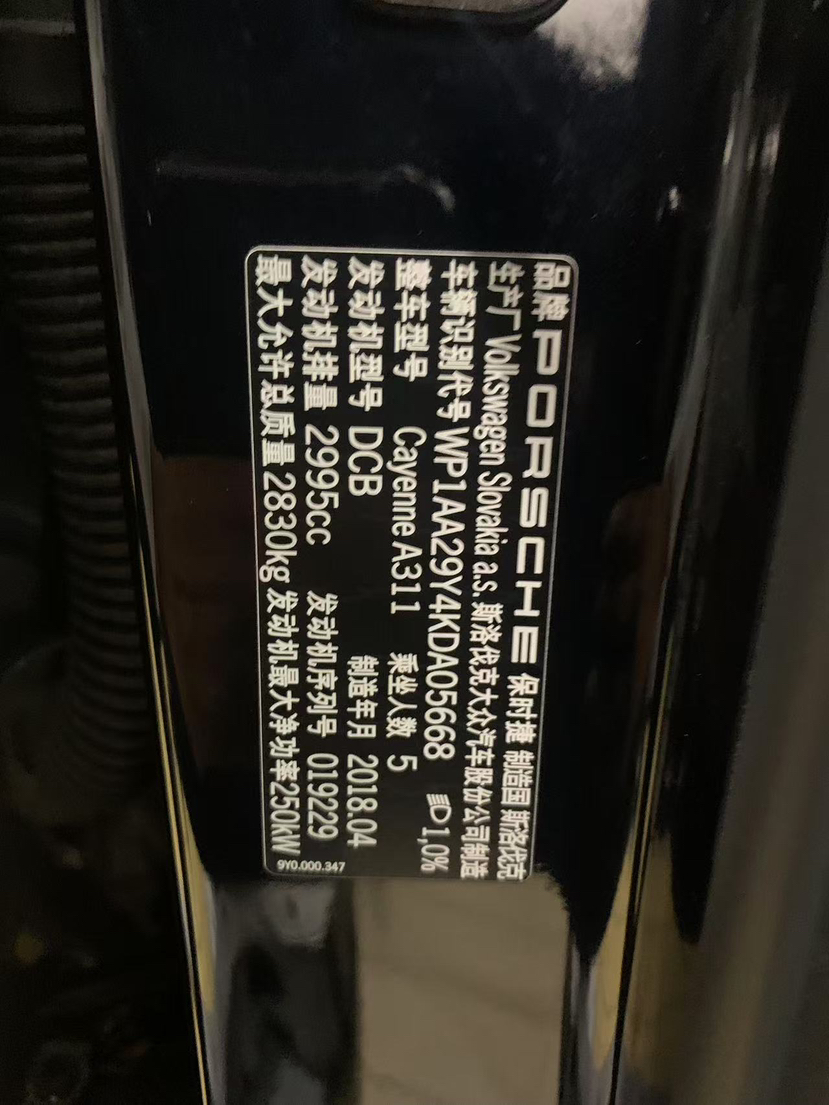 品牌 PORSCHE 保时捷 制造国 斯洛伐克
生产厂 Volkswagen Slovakia a.s. 斯洛伐克大众汽车股份公司制造
车辆识别代号 WP1AA29Y4KDA05668 1,0%
整车型号 Cayenne A311 乘坐人数 5
发动机型号 DCB 制造年月 2018.04
发动机排量 2995cc 发动机序列号 019229
最大允许总质量 2830kg 发动机最大净功率250kW
9Y0.000.347